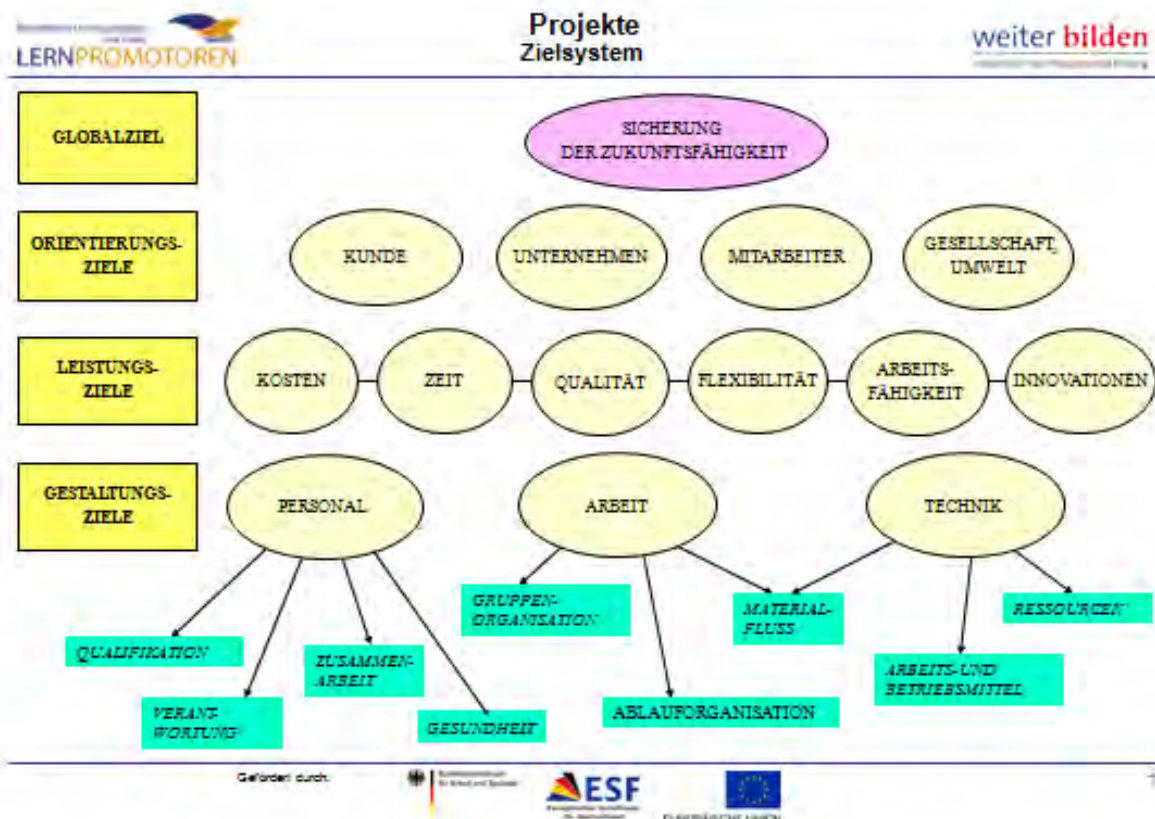 Projekte
Zielsystem
LERNPROMOTOREN
weiter bilden
GLOBALZIEL
SICHERUNG
DER ZUKUNFTSFÄHIGKEIT
ORIENTIERUNGS-
ZIELE
KUNDE
UNTERNEHMEN
MITARBEITER
GESELLSCHAFT,
UMWELT
LEISTUNGS-
ZIELE
KOSTEN
ZEIT
QUALITÄT
FLEXIBILITÄT
ARBEITS-
FÄHIGKEIT
INNOVATIONEN
GESTALTUNGS-
ZIELE
PERSONAL
ARBEIT
TECHNIK
GRUPPEN-
ORGANISATION
MATERIAL-
FLUSS
RESSOURCEN
QUALIFIKATION
ZUSAMMEN-
ARBEIT
ARBEITS- UND
BETRIEBSMITTEL
VERANT-
WORTUNG
GESUNDHEIT
ABLAUFORGANISATION
Gefördert durch:
ESF
EUROPÄISCHE UNION